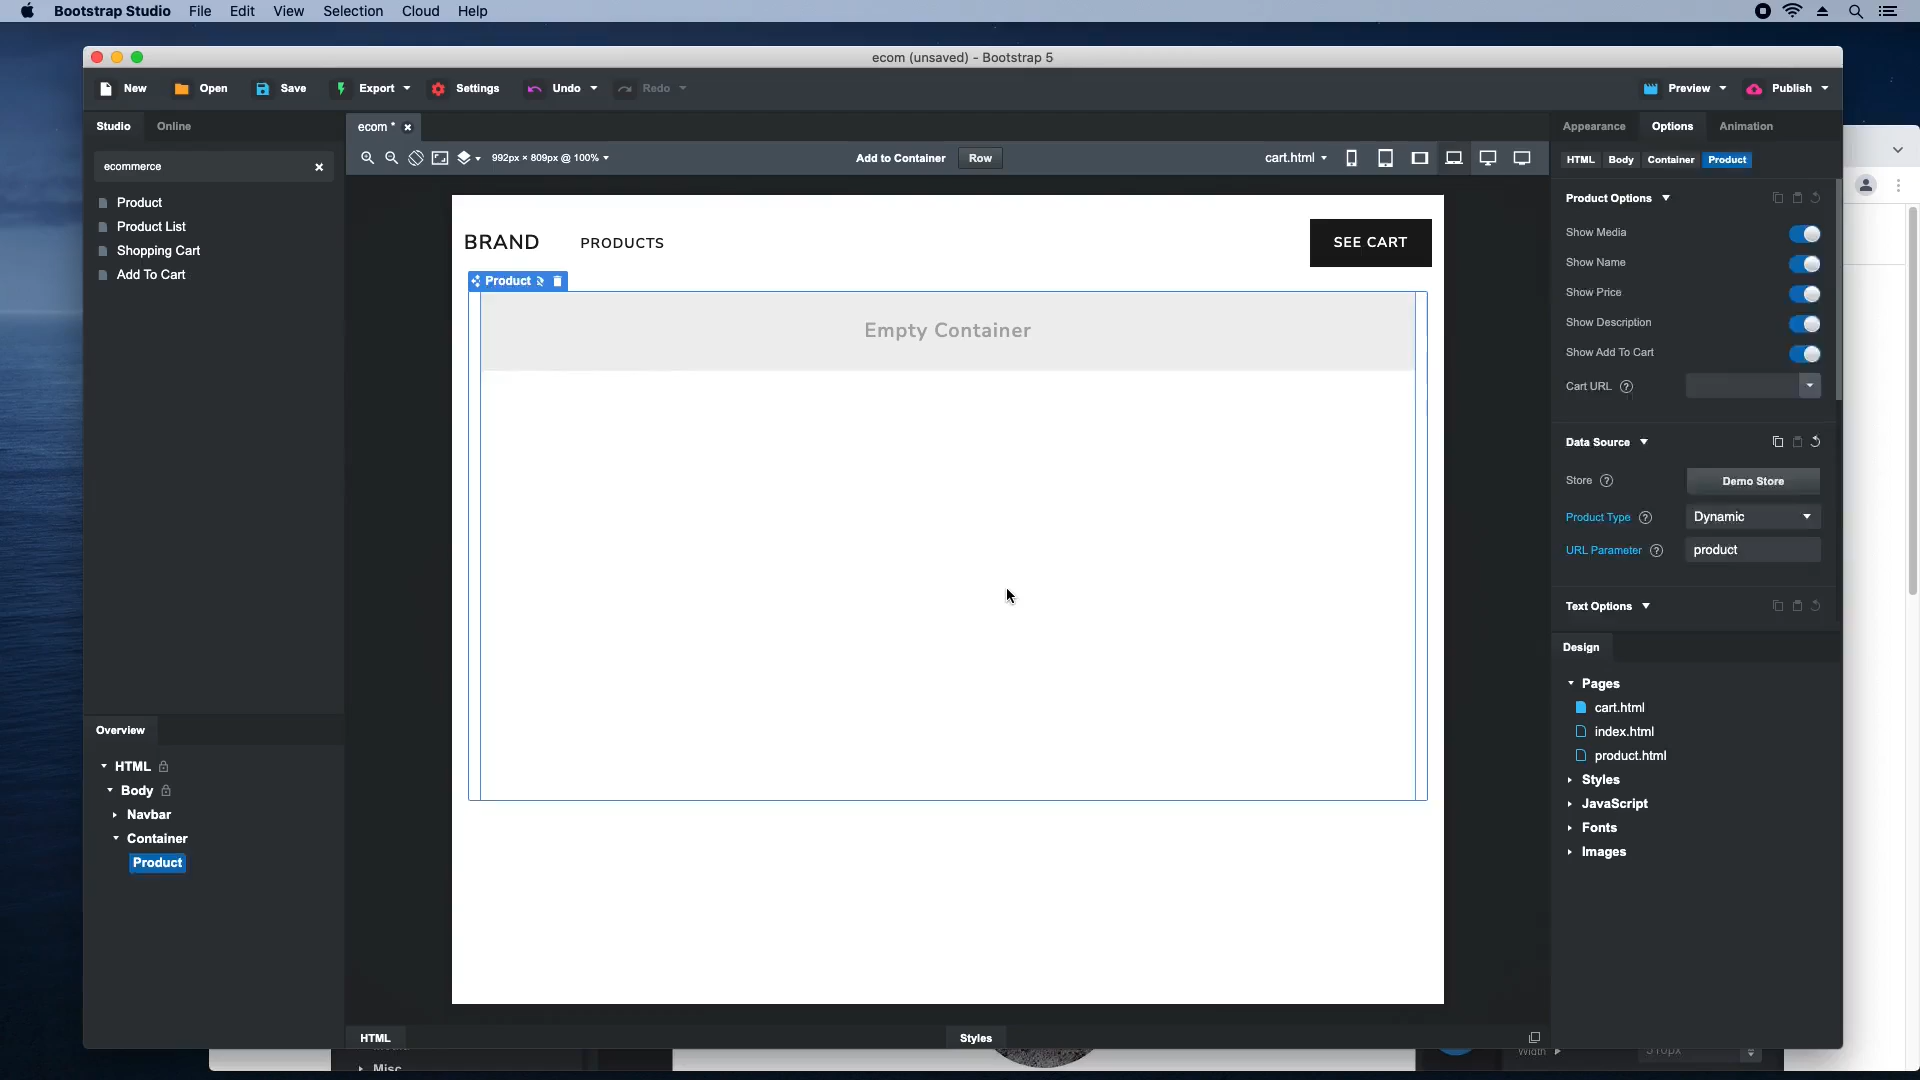 Bootstrap Studio File Edit View Selection Cloud Help
ecom (unsaved) - Bootstrap 5
New Open Save Export Settings Undo Redo Preview Publish
Studio Online
ecom *
Appearance Options Animation
ecommerce
992px × 809px @ 100%
Add to Container Row
cart.html
HTML Body Container Product
Product
Product List
Shopping Cart
Add To Cart
BRAND PRODUCTS SEE CART
Product
Empty Container
Product Options
Show Media
Show Name
Show Price
Show Description
Show Add To Cart
Cart URL ?
Data Source
Store ? Demo Store
Product Type ? Dynamic
URL Parameter ? product
Text Options
Design
Pages
cart.html
index.html
product.html
Styles
JavaScript
Fonts
Images
Overview
HTML
Body
Navbar
Container
Product
HTML Styles
Misc
Width